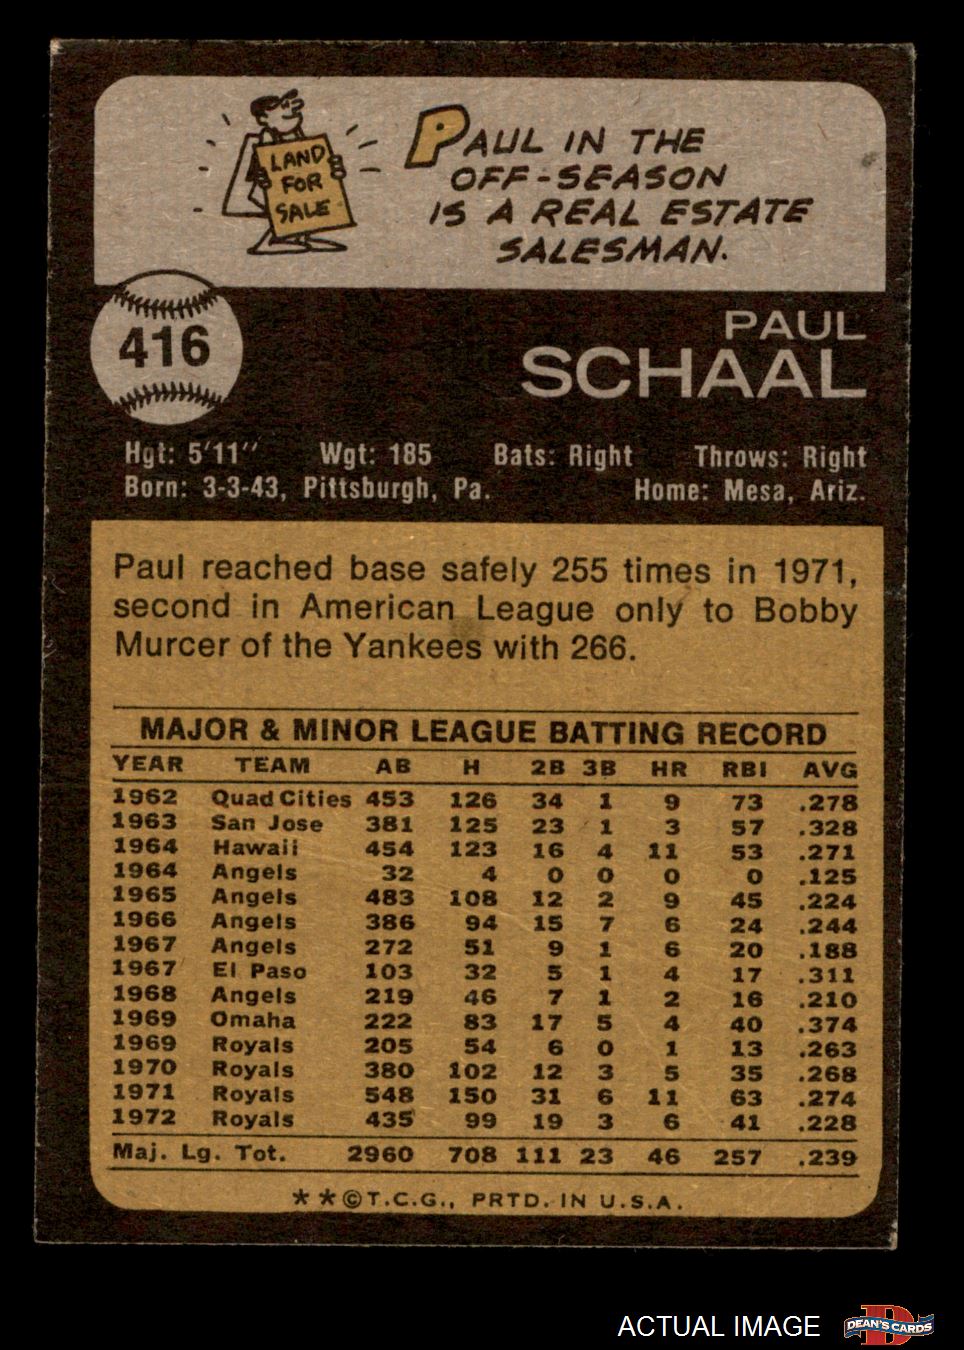 LAND
FOR
SALE
PAUL IN THE
OFF-SEASON
IS A REAL ESTATE
SALESMAN.
416
PAUL
SCHAAL
Hgt: 5'11" Wgt: 185 Bats: Right Throws: Right
Born: 3-3-43, Pittsburgh, Pa. Home: Mesa, Ariz.
Paul reached base safely 255 times in 1971,
second in American League only to Bobby
Murcer of the Yankees with 266.
MAJOR & MINOR LEAGUE BATTING RECORD
YEAR TEAM AB H 2B 3B HR RBI AVG
1962 Quad Cities 453 126 34 1 9 73 .278
1963 San Jose 381 125 23 1 3 57 .328
1964 Hawaii 454 123 16 4 11 53 .271
1964 Angels 32 4 0 0 0 0 .125
1965 Angels 483 108 12 2 9 45 .224
1966 Angels 386 94 15 7 6 24 .244
1967 Angels 272 51 9 1 6 20 .188
1967 El Paso 103 32 5 1 4 17 .311
1968 Angels 219 46 7 1 2 16 .210
1969 Omaha 222 83 17 5 4 40 .374
1969 Royals 205 54 6 0 1 13 .263
1970 Royals 380 102 12 3 5 35 .268
1971 Royals 548 150 31 6 11 63 .274
1972 Royals 435 99 19 3 6 41 .228
Maj. Lg. Tot. 2960 708 111 23 46 257 .239
**©T.C.G., PRTD. IN U.S.A.
ACTUAL IMAGE
D
DEAN'S CARDS